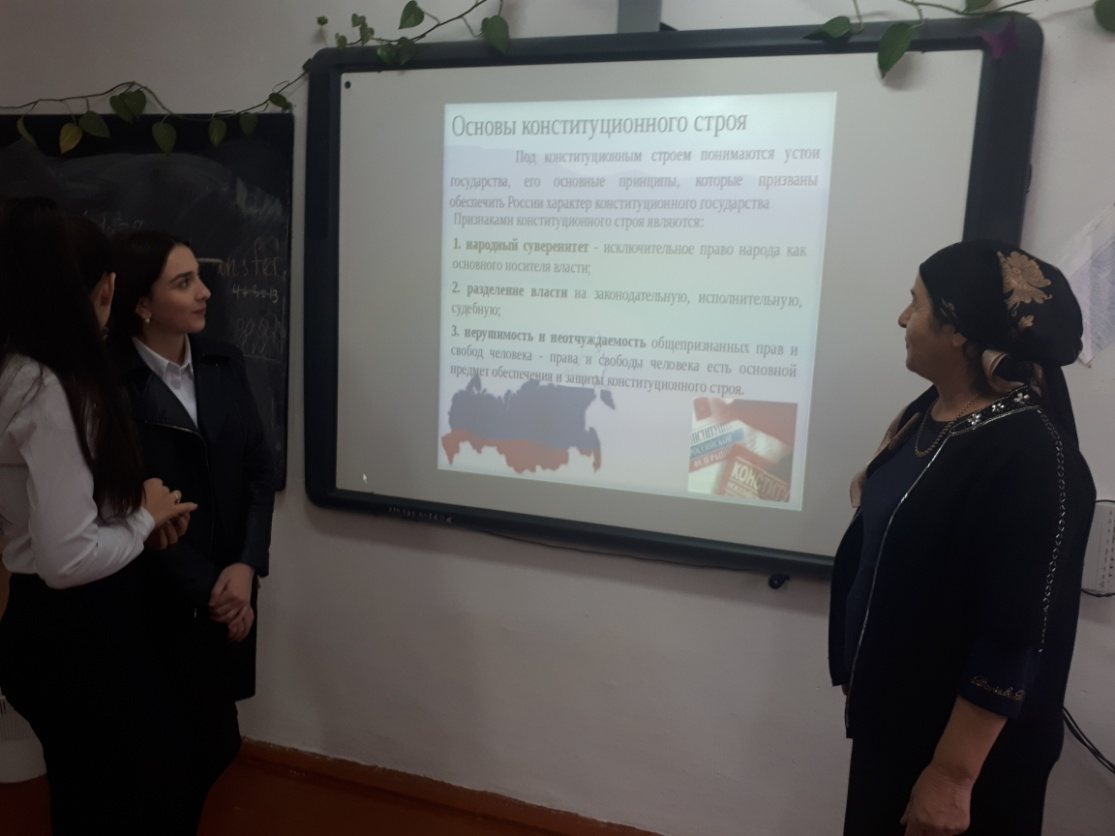 Основы конституционного строя
Под конституционным строем понимаются устои
государства, его основные принципы, которые призваны
обеспечить России характер конституционного государства
Признаками конституционного строя являются:
1. народный суверенитет - исключительное право народа как
основного носителя власти;
2. разделение власти на законодательную, исполнительную,
судебную;
3. нерушимость и неотчуждаемость общепризнанных прав и
свобод человека - права и свободы человека есть основной
предмет обеспечения и защиты конституционного строя.
КОНСТИТ